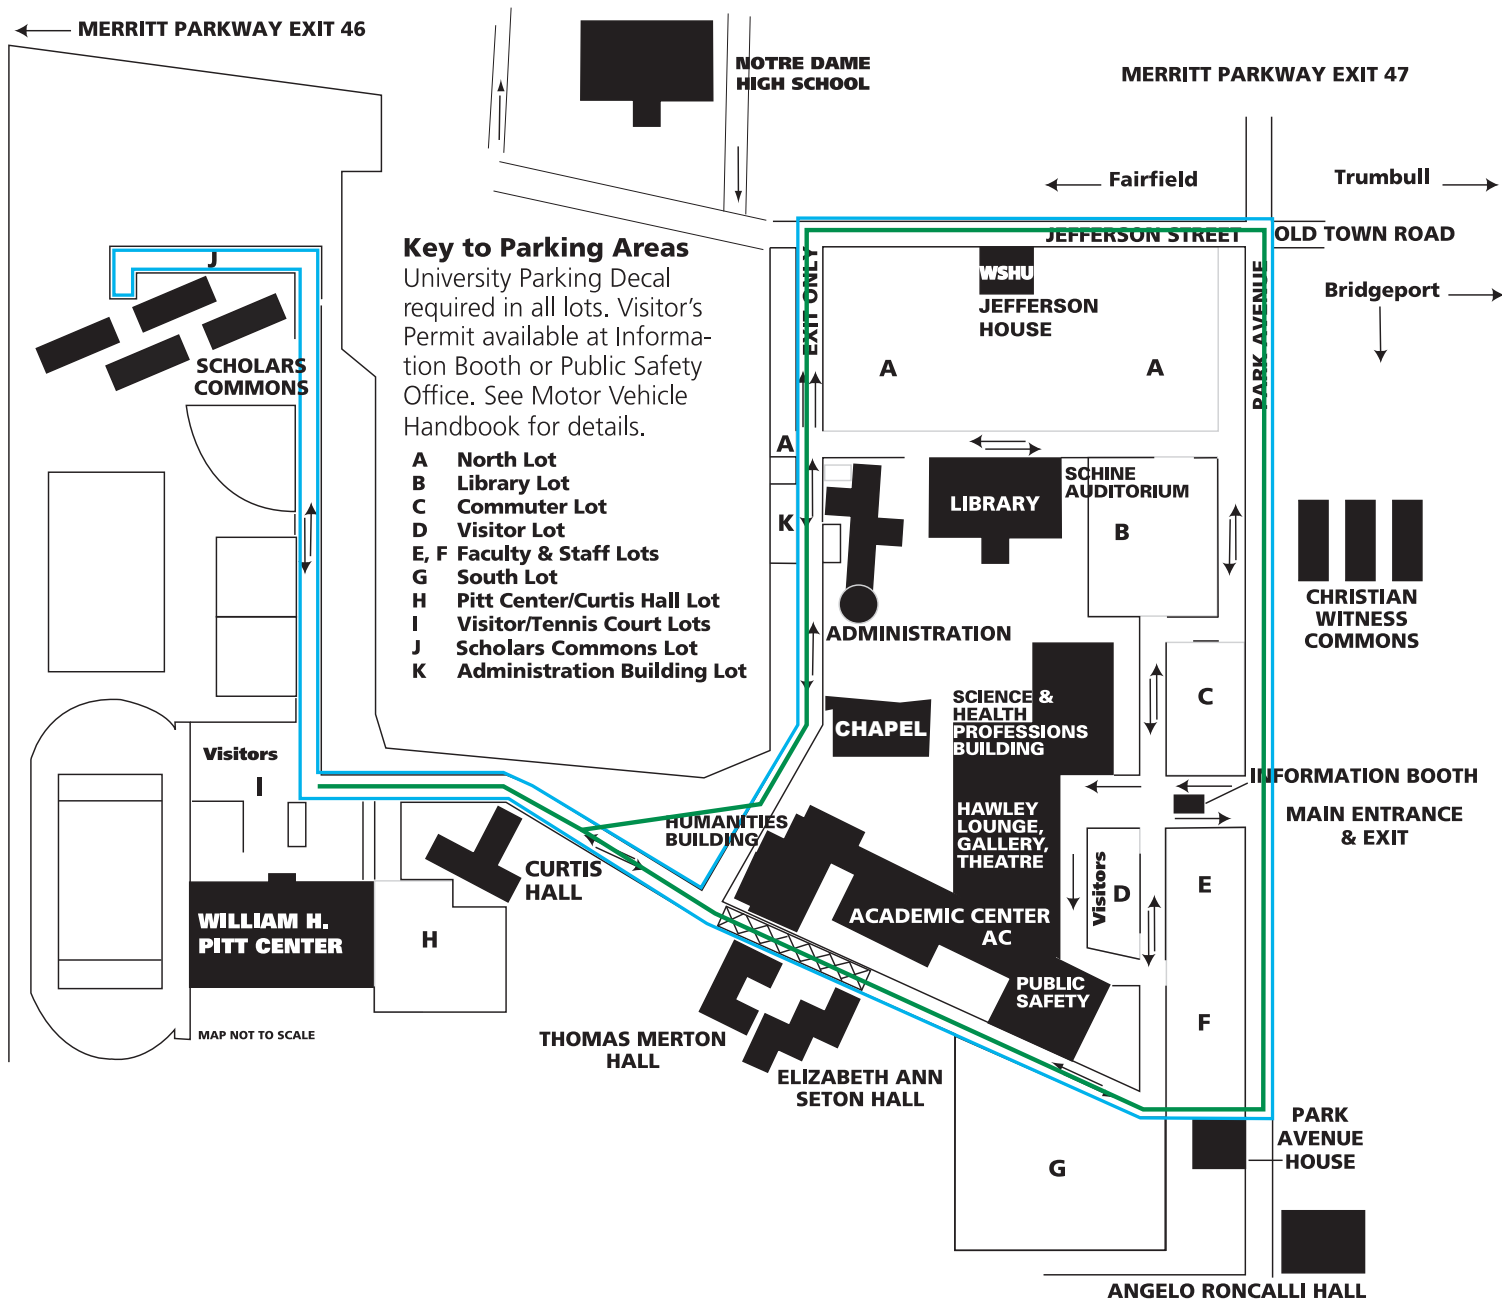 MERRITT PARKWAY EXIT 46
NOTRE DAME
HIGH SCHOOL
MERRITT PARKWAY EXIT 47
Fairfield
Trumbull
JEFFERSON STREET
OLD TOWN ROAD
Bridgeport
Key to Parking Areas
University Parking Decal
required in all lots. Visitor's
Permit available at Informa-
tion Booth or Public Safety
Office. See Motor Vehicle
Handbook for details.
A North Lot
B Library Lot
C Commuter Lot
D Visitor Lot
E, F Faculty & Staff Lots
G South Lot
H Pitt Center/Curtis Hall Lot
I Visitor/Tennis Court Lots
J Scholars Commons Lot
K Administration Building Lot
J
SCHOLARS
COMMONS
EXIT ONLY
WSHU
JEFFERSON
HOUSE
PARK AVENUE
A
A
A
K
LIBRARY
SCHINE
AUDITORIUM
B
CHRISTIAN
WITNESS
COMMONS
ADMINISTRATION
CHAPEL
SCIENCE &
HEALTH
PROFESSIONS
BUILDING
C
INFORMATION BOOTH
MAIN ENTRANCE
& EXIT
Visitors
I
HUMANITIES
BUILDING
HAWLEY
LOUNGE,
GALLERY,
THEATRE
CURTIS
HALL
Visitors
D
E
WILLIAM H.
PITT CENTER
H
ACADEMIC CENTER
AC
PUBLIC
SAFETY
F
MAP NOT TO SCALE
THOMAS MERTON
HALL
ELIZABETH ANN
SETON HALL
G
PARK
AVENUE
HOUSE
ANGELO RONCALLI HALL